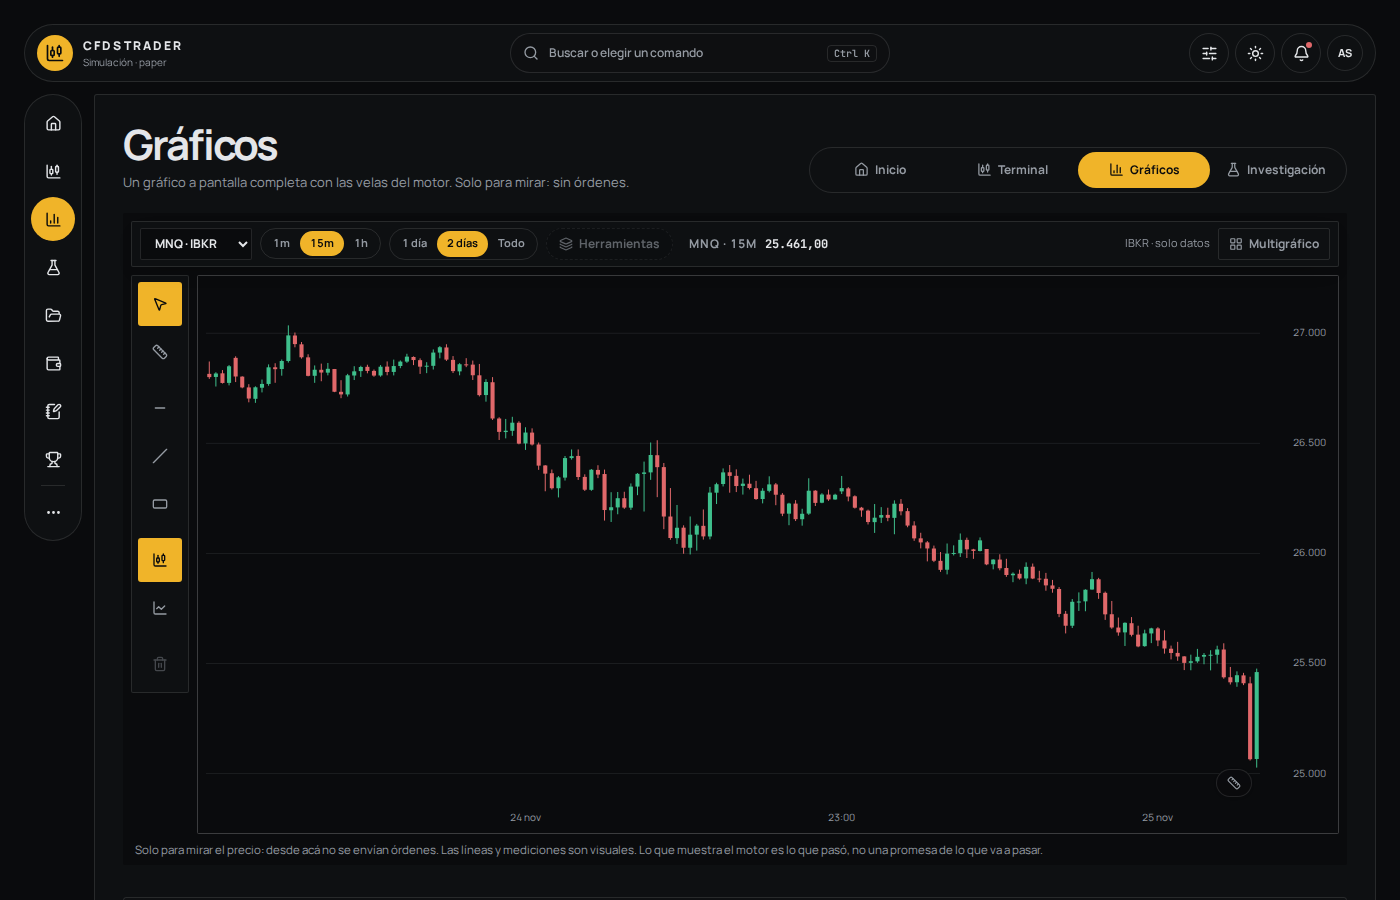 CFDSTRADER
Simulación · paper
Buscar o elegir un comando
Ctrl K
AS
Gráficos
Un gráfico a pantalla completa con las velas del motor. Solo para mirar: sin órdenes.
Inicio
Terminal
Gráficos
Investigación
MNQ · IBKR
1m
15m
1h
1 día
2 días
Todo
Herramientas
MNQ · 15M 25.461,00
IBKR · solo datos
Multigráfico
27.000
26.500
26.000
25.500
25.000
24 nov
23:00
25 nov
Solo para mirar el precio: desde acá no se envían órdenes. Las líneas y mediciones son visuales. Lo que muestra el motor es lo que pasó, no una promesa de lo que va a pasar.